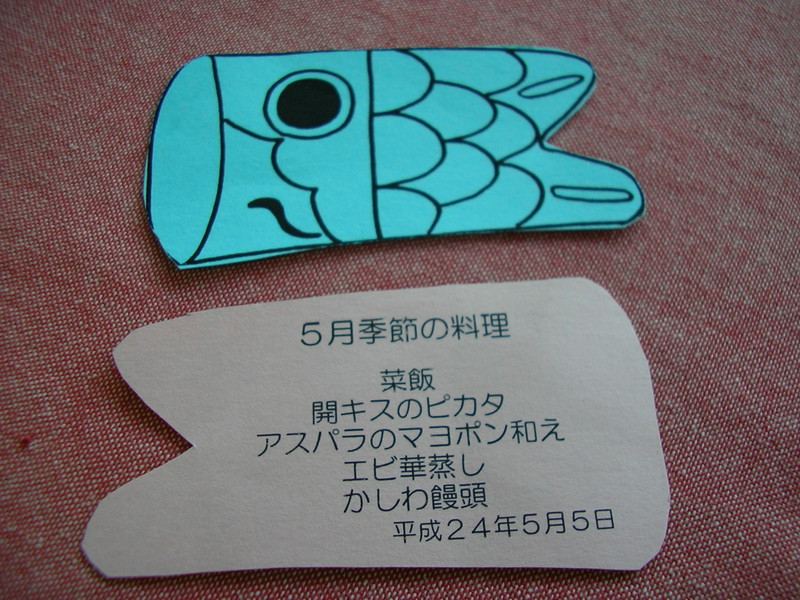 ５月季節の料理
菜飯
開キスのピカタ
アスパラのマヨポン和え
エビ華蒸し
かしわ饅頭
平成２４年５月５日